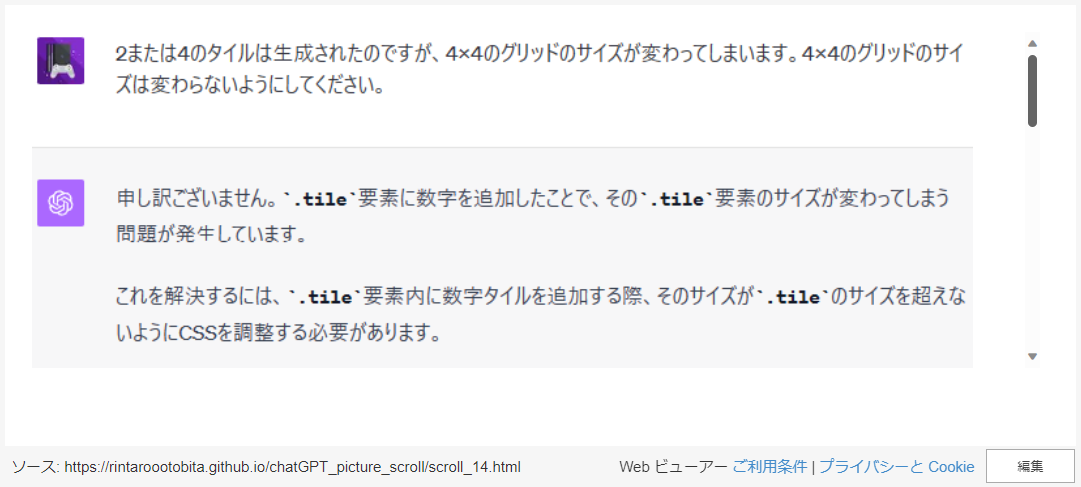 2または4のタイルは生成されたのですが、4×4のグリッドのサイズが変わってしまいます。4×4のグリッドのサイ
ズは変わらないようにしてください。
申し訳ございません。`.tile`要素に数字を追加したことで、その`.tile`要素のサイズが変わってしまう
問題が発生しています。
これを解決するには、`.tile`要素内に数字タイルを追加する際、そのサイズが`.tile`のサイズを超えな
いようにCSSを調整する必要があります。
ソース: https://rintaroootobita.github.io/chatGPT_picture_scroll/scroll_14.html
Web ビューアー ご利用条件 | プライバシーと Cookie
編集